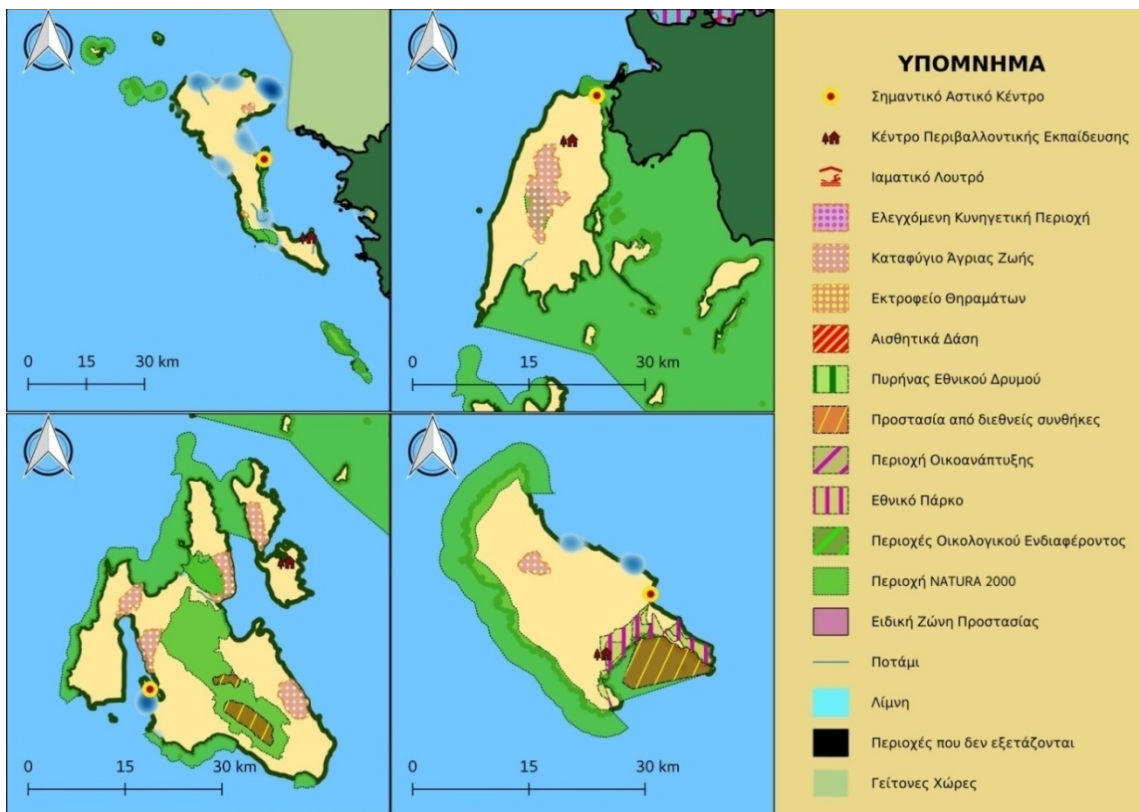 0 15 30 km
0 15 30 km
0 15 30 km
0 15 30 km
ΥΠΟΜΝΗΜΑ
Σημαντικό Αστικό Κέντρο
Κέντρο Περιβαλλοντικής Εκπαίδευσης
Ιαματικό Λουτρό
Ελεγχόμενη Κυνηγετική Περιοχή
Καταφύγιο Άγριας Ζωής
Εκτροφείο Θηραμάτων
Αισθητικά Δάση
Πυρήνας Εθνικού Δρυμού
Προστασία από διεθνείς συνθήκες
Περιοχή Οικοανάπτυξης
Εθνικό Πάρκο
Περιοχές Οικολογικού Ενδιαφέροντος
Περιοχή NATURA 2000
Ειδική Ζώνη Προστασίας
Ποτάμι
Λίμνη
Περιοχές που δεν εξετάζονται
Γείτονες Χώρες